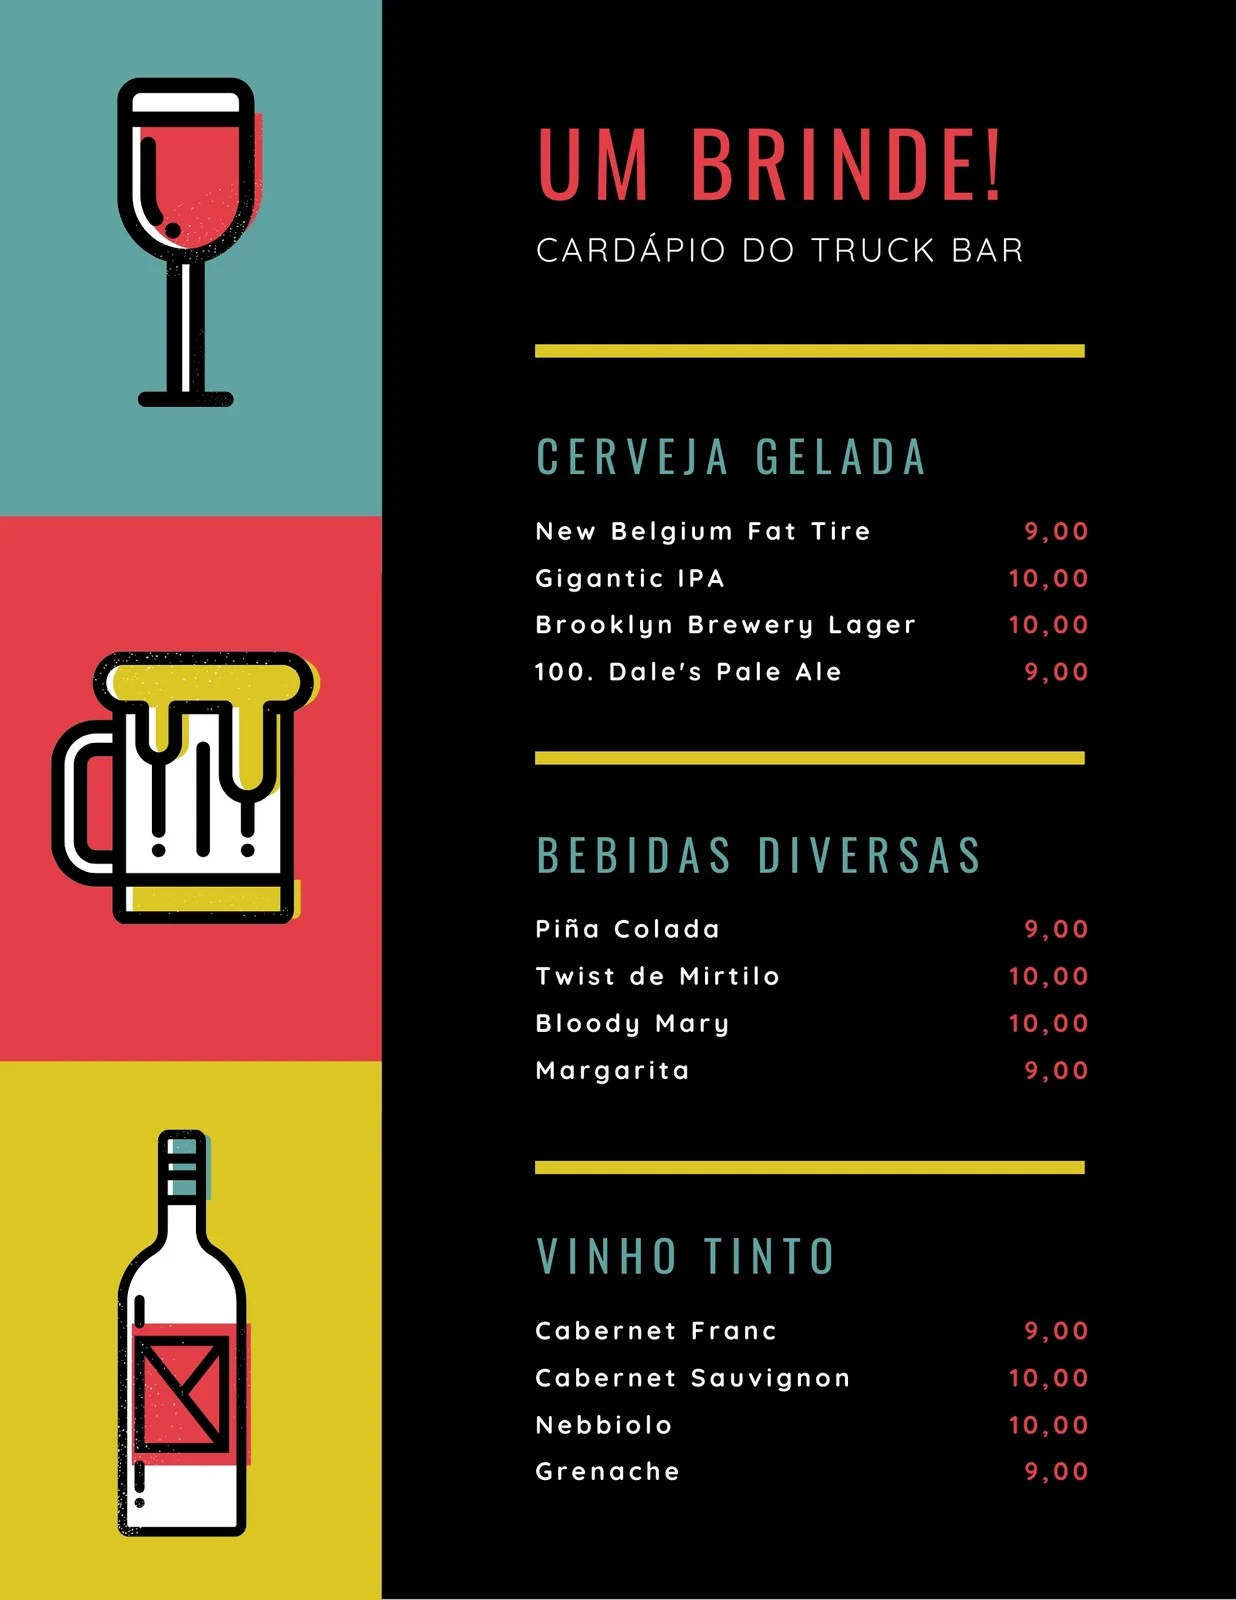 UM BRINDE!
CARDÁPIO DO TRUCK BAR
CERVEJA GELADA
New Belgium Fat Tire 9,00
Gigantic IPA 10,00
Brooklyn Brewery Lager 10,00
100. Dale's Pale Ale 9,00
BEBIDAS DIVERSAS
Piña Colada 9,00
Twist de Mirtilo 10,00
Bloody Mary 10,00
Margarita 9,00
VINHO TINTO
Cabernet Franc 9,00
Cabernet Sauvignon 10,00
Nebbiolo 10,00
Grenache 9,00